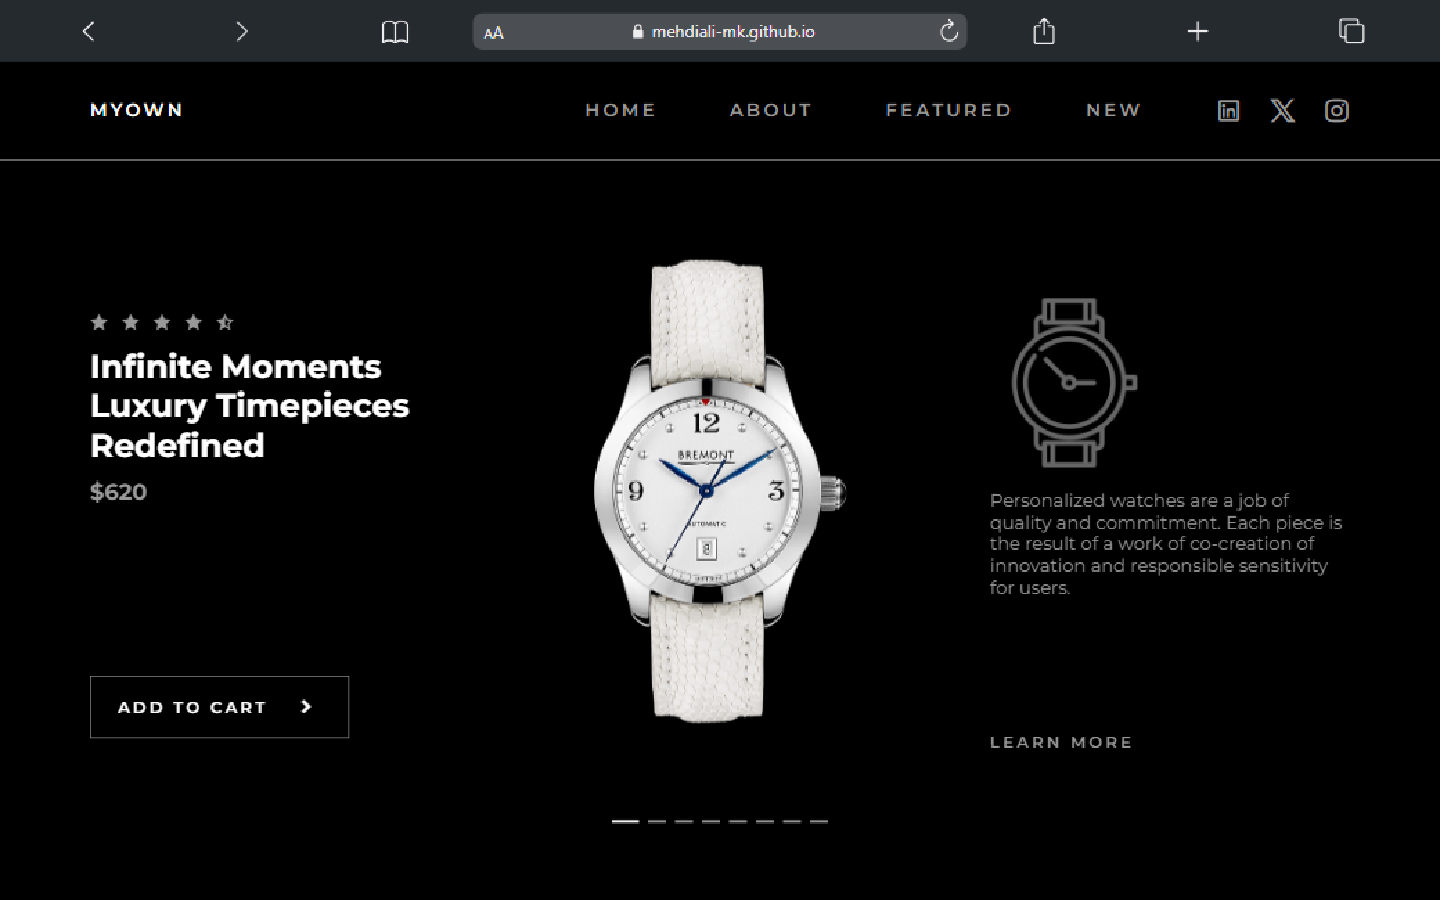 AA
mehdiali-mk.github.io
MYOWN
HOME
ABOUT
FEATURED
NEW
in
Infinite Moments
Luxury Timepieces
Redefined
$620
ADD TO CART
12
BREMONT
9
3
AUTOMATIC
Personalized watches are a job of
quality and commitment. Each piece is
the result of a work of co-creation of
innovation and responsible sensitivity
for users.
LEARN MORE